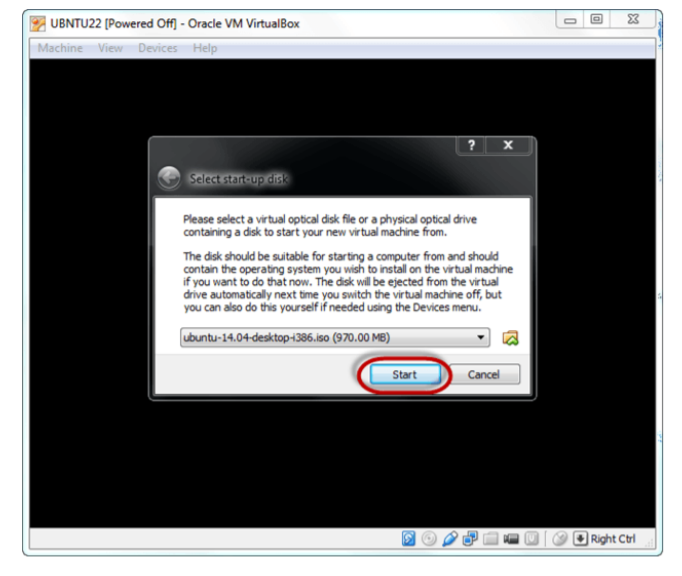 UBNTU22 [Powered Off] - Oracle VM VirtualBox
Machine View Devices Help
? x
Select start-up disk
Please select a virtual optical disk file or a physical optical drive
containing a disk to start your new virtual machine from.
The disk should be suitable for starting a computer from and should
contain the operating system you wish to install on the virtual machine
if you want to do that now. The disk will be ejected from the virtual
drive automatically next time you switch the virtual machine off, but
you can also do this yourself if needed using the Devices menu.
ubuntu-14.04-desktop-i386.iso (970.00 MB)
Start Cancel
Right Ctrl